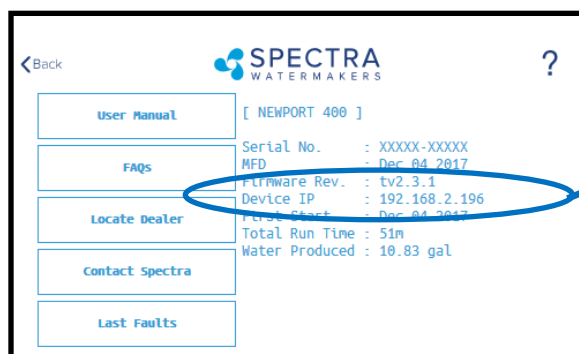 Back
SPECTRA
WATERMAKERS
?
User Manual
FAQs
Locate Dealer
Contact Spectra
Last Faults
[ NEWPORT 400 ]
Serial No. : XXXXX-XXXXX
MFD : Dec 04 2017
Firmware Rev. : tv2.3.1
Device IP : 192.168.2.196
First Start : Dec 04 2017
Total Run Time : 51m
Water Produced : 10.83 gal